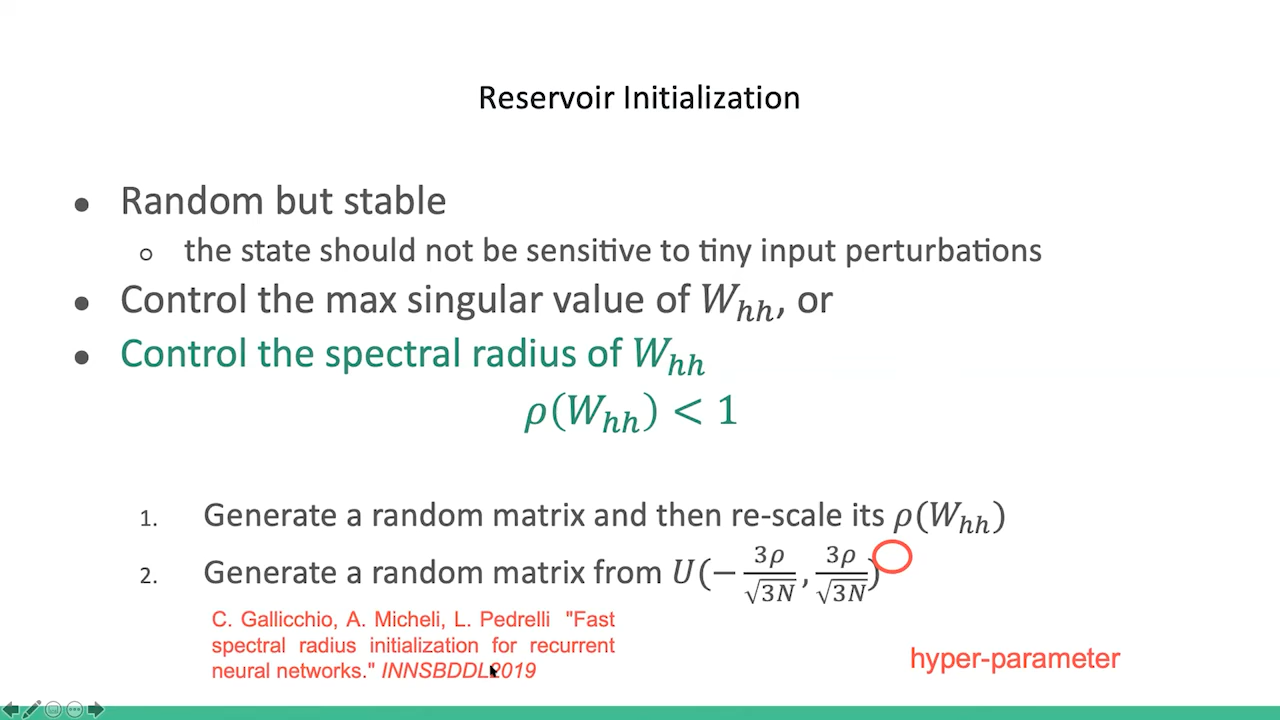 Reservoir Initialization
● Random but stable
○ the state should not be sensitive to tiny input perturbations
● Control the max singular value of 𝑊ℎℎ, or
● Control the spectral radius of 𝑊ℎℎ
𝜌(𝑊ℎℎ) < 1
1. Generate a random matrix and then re-scale its 𝜌(𝑊ℎℎ)
2. Generate a random matrix from 𝑈(−3𝜌/√3𝑁, 3𝜌/√3𝑁)
C. Gallicchio, A. Micheli, L. Pedrelli "Fast
spectral radius initialization for recurrent
neural networks." INNSBDDL2019
hyper-parameter